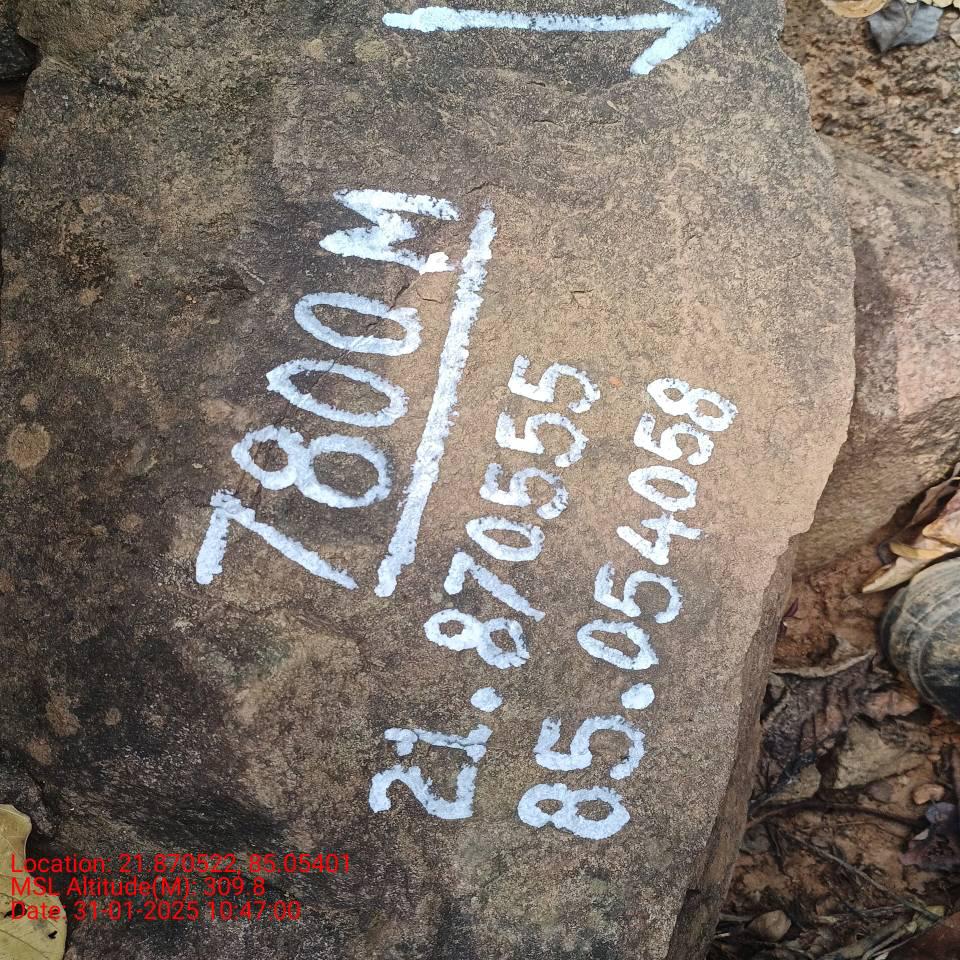 7800M
21.870555
85.054058
Location: 21.870522, 85.05401
MSL Altitude(M): 309.8
Date: 31-01-2025 10:47:00